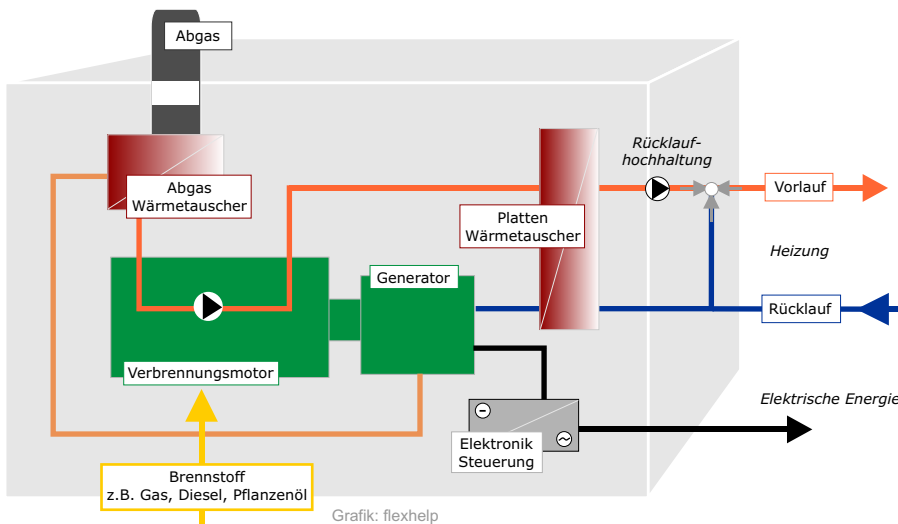 Abgas
Rücklauf-
hochhaltung
Abgas
Wärmetauscher
Vorlauf
Platten
Wärmetauscher
Heizung
Generator
Rücklauf
Verbrennungsmotor
Elektrische Energie
Elektronik
Steuerung
Brennstoff
z.B. Gas, Diesel, Pflanzenöl
Grafik: flexhelp